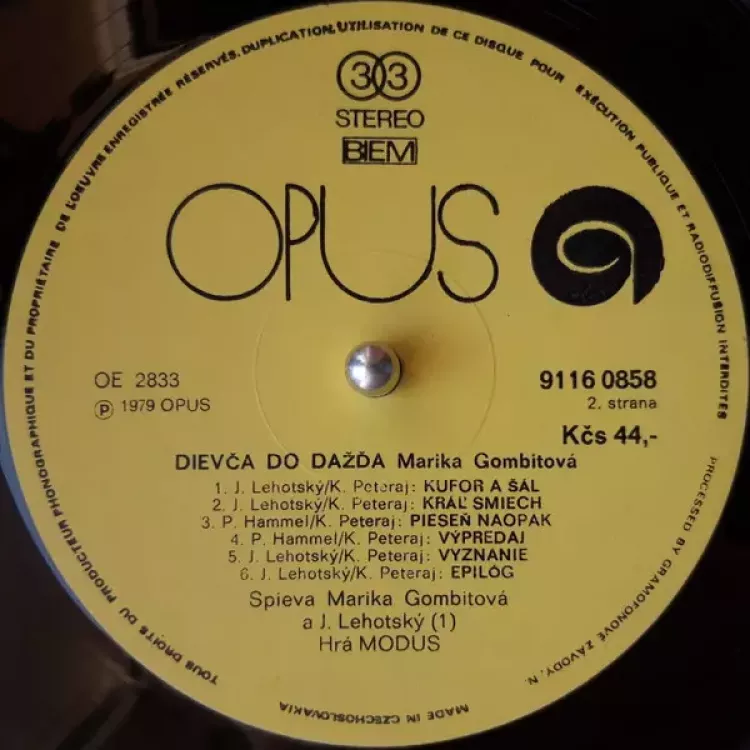 TOUS DROITS DU PRODUCTEUR PHONOGRAPHIQUE ET DU PROPRIÉTAIRE DE L'OEUVRE ENREGISTRÉE RÉSERVÉS. DUPLICATION, UTILISATION DE CE DISQUE POUR EXÉCUTION PUBLIQUE ET RADIODIFFUSION INTERDITES
33
STEREO
BIEM
OPUS
OE 2833
℗ 1979 OPUS
9116 0858
2. strana
Kčs 44,-
DIEVČA DO DAŽĎA Marika Gombitová
1. J. Lehotský/K. Peteraj: KUFOR A ŠÁL
2. J. Lehotský/K. Peteraj: KRÁĽ SMIECH
3. P. Hammel/K. Peteraj: PIESEŇ NAOPAK
4. P. Hammel/K. Peteraj: VÝPREDAJ
5. J. Lehotský/K. Peteraj: VYZNANIE
6. J. Lehotský/K. Peteraj: EPILÓG
Spieva Marika Gombitová
a J. Lehotský (1)
Hrá MODUS
PROCESSED BY GRAMOFONOVÉ ZÁVODY, N.
MADE IN CZECHOSLOVAKIA